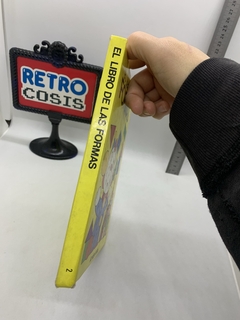 RETRO
COSIS
EL LIBRO DE LAS FORMAS
2